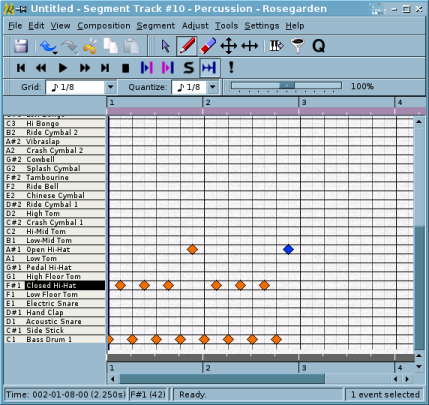 Untitled - Segment Track #10 - Percussion - Rosegarden
File Edit View Composition Segment Adjust Tools Settings Help
Q
S !
Grid: 1/8 Quantize: 1/8 100%
1 2 3 4
C3 Hi Bongo
B2 Ride Cymbal 2
A#2 Vibraslap
A2 Crash Cymbal 2
G#2 Cowbell
G2 Splash Cymbal
F#2 Tambourine
F2 Ride Bell
E2 Chinese Cymbal
D#2 Ride Cymbal 1
D2 High Tom
C#2 Crash Cymbal 1
C2 Hi-Mid Tom
B1 Low-Mid Tom
A#1 Open Hi-Hat
A1 Low Tom
G#1 Pedal Hi-Hat
G1 High Floor Tom
F#1 Closed Hi-Hat
F1 Low Floor Tom
E1 Electric Snare
D#1 Hand Clap
D1 Acoustic Snare
C#1 Side Stick
C1 Bass Drum 1
1 2 3 4
Time: 002-01-08-00 (2.250s) F#1 (42) Ready. 1 event selected